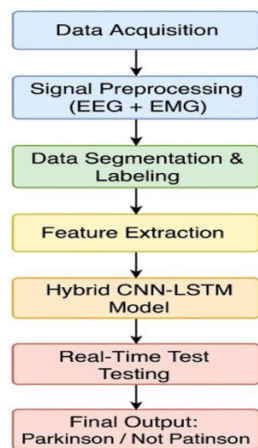 Data Acquisition
Signal Preprocessing
(EEG + EMG)
Data Segmentation &
Labeling
Feature Extraction
Hybrid CNN-LSTM
Model
Real-Time Test
Testing
Final Output:
Parkinson / Not Patinson